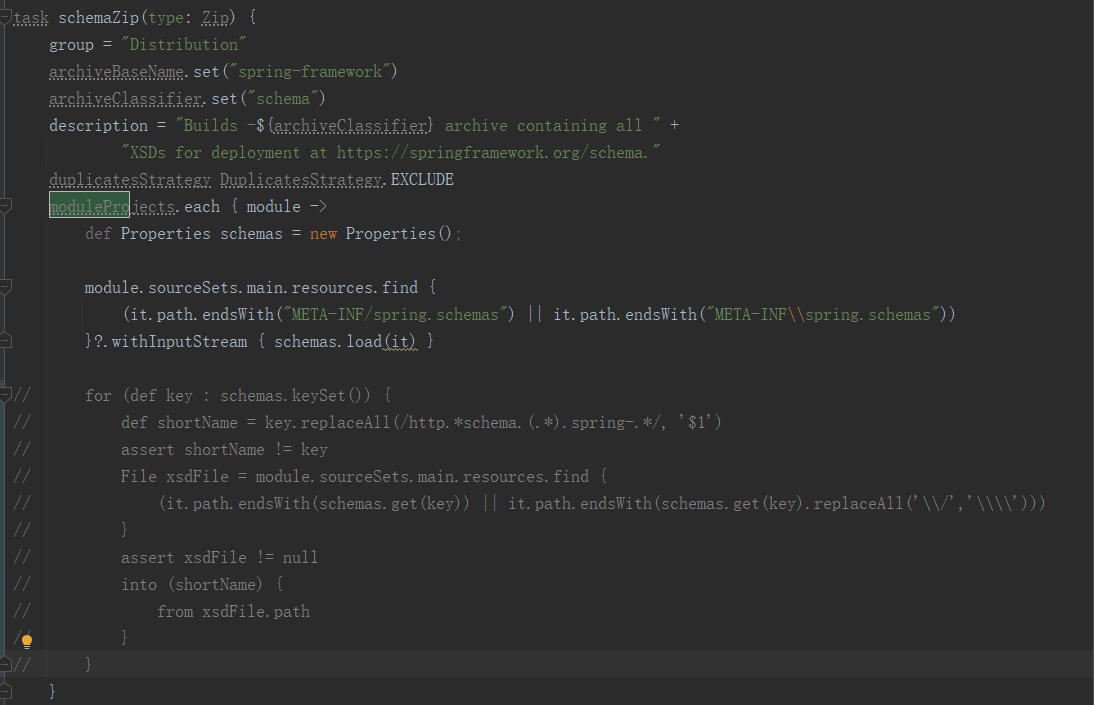 task schemaZip(type: Zip) {
    group = "Distribution"
    archiveBaseName.set("spring-framework")
    archiveClassifier.set("schema")
    description = "Builds -${archiveClassifier} archive containing all " +
            "XSDs for deployment at https://springframework.org/schema."
    duplicatesStrategy DuplicatesStrategy.EXCLUDE
    moduleProjects.each { module ->
        def Properties schemas = new Properties();

        module.sourceSets.main.resources.find {
            (it.path.endsWith("META-INF/spring.schemas") || it.path.endsWith("META-INF\\spring.schemas"))
        }?.withInputStream { schemas.load(it) }

//      for (def key : schemas.keySet()) {
//          def shortName = key.replaceAll(/http.*schema.(.*).spring-.*/, '$1')
//          assert shortName != key
//          File xsdFile = module.sourceSets.main.resources.find {
//              (it.path.endsWith(schemas.get(key)) || it.path.endsWith(schemas.get(key).replaceAll('\\/','\\\\')))
//          }
//          assert xsdFile != null
//          into (shortName) {
//              from xsdFile.path
//          }
//      }
    }